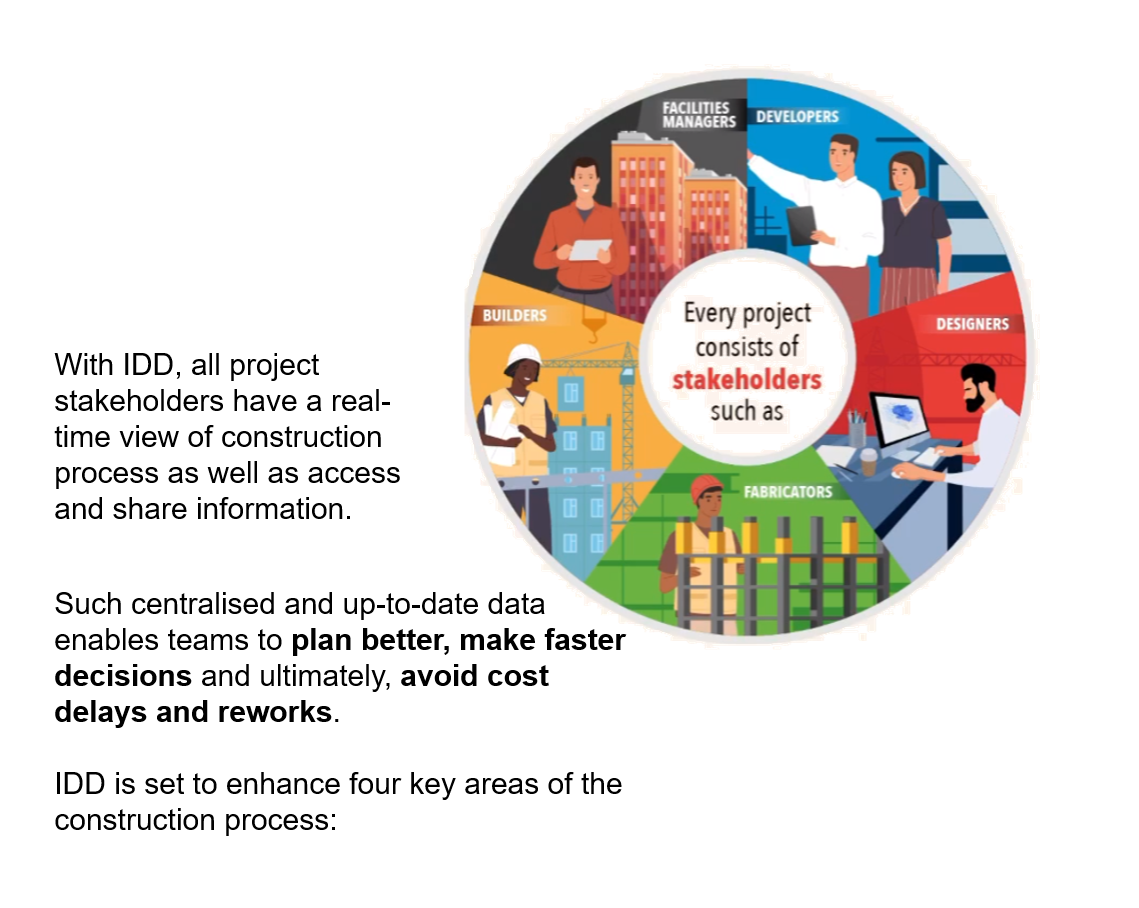 FACILITIES
MANAGERS
DEVELOPERS
BUILDERS
DESIGNERS
FABRICATORS
Every project
consists of
stakeholders
such as
With IDD, all project
stakeholders have a real-
time view of construction
process as well as access
and share information.
Such centralised and up-to-date data
enables teams to plan better, make faster
decisions and ultimately, avoid cost
delays and reworks.
IDD is set to enhance four key areas of the
construction process: